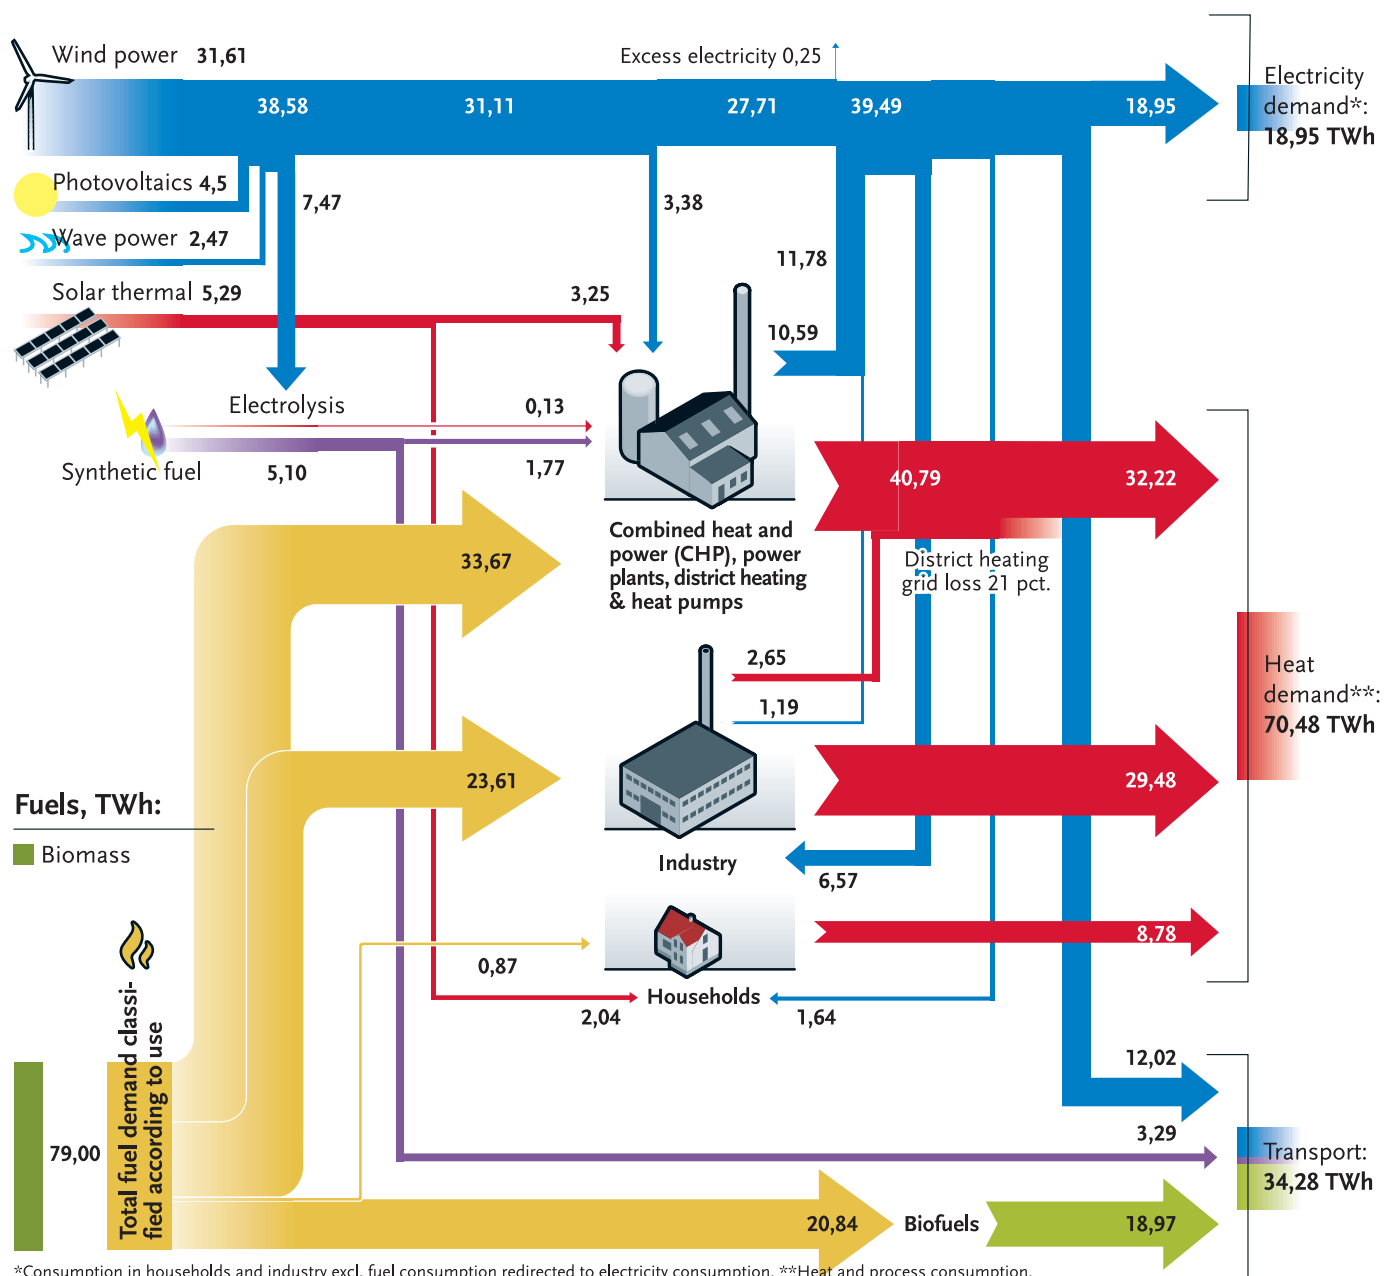 Wind power 31,61
Excess electricity 0,25
38,58
31,11
27,71
39,49
18,95
Electricity
demand*:
18,95 TWh
Photovoltaics 4,5
7,47
3,38
Wave power 2,47
11,78
Solar thermal 5,29
3,25
10,59
Electrolysis
0,13
Synthetic fuel
5,10
1,77
40,79
32,22
Combined heat and
power (CHP), power
plants, district heating
& heat pumps
33,67
District heating
grid loss 21 pct.
2,65
1,19
Heat
demand**:
70,48 TWh
23,61
29,48
Fuels, TWh:
Biomass
Industry
6,57
8,78
0,87
Households
2,04
1,64
Total fuel demand classi-
fied according to use
79,00
12,02
3,29
Transport:
34,28 TWh
20,84
Biofuels
18,97
*Consumption in households and industry excl. fuel consumption redirected to electricity consumption. **Heat and process consumption.